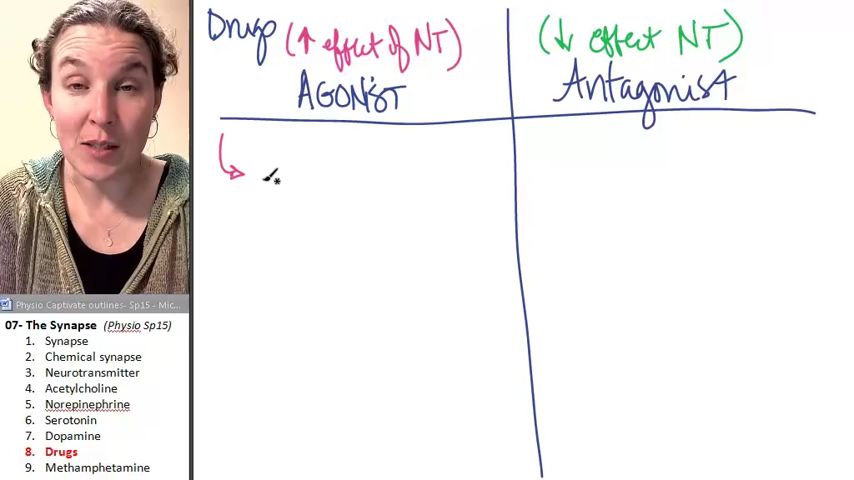 Drugs (↑ effect of NT)
AGONIST
(↓ effect NT)
Antagonist
Physio Captivate outlines- Sp15 - Mic...
07- The Synapse (Physio Sp15)
1. Synapse
2. Chemical synapse
3. Neurotransmitter
4. Acetylcholine
5. Norepinephrine
6. Serotonin
7. Dopamine
8. Drugs
9. Methamphetamine